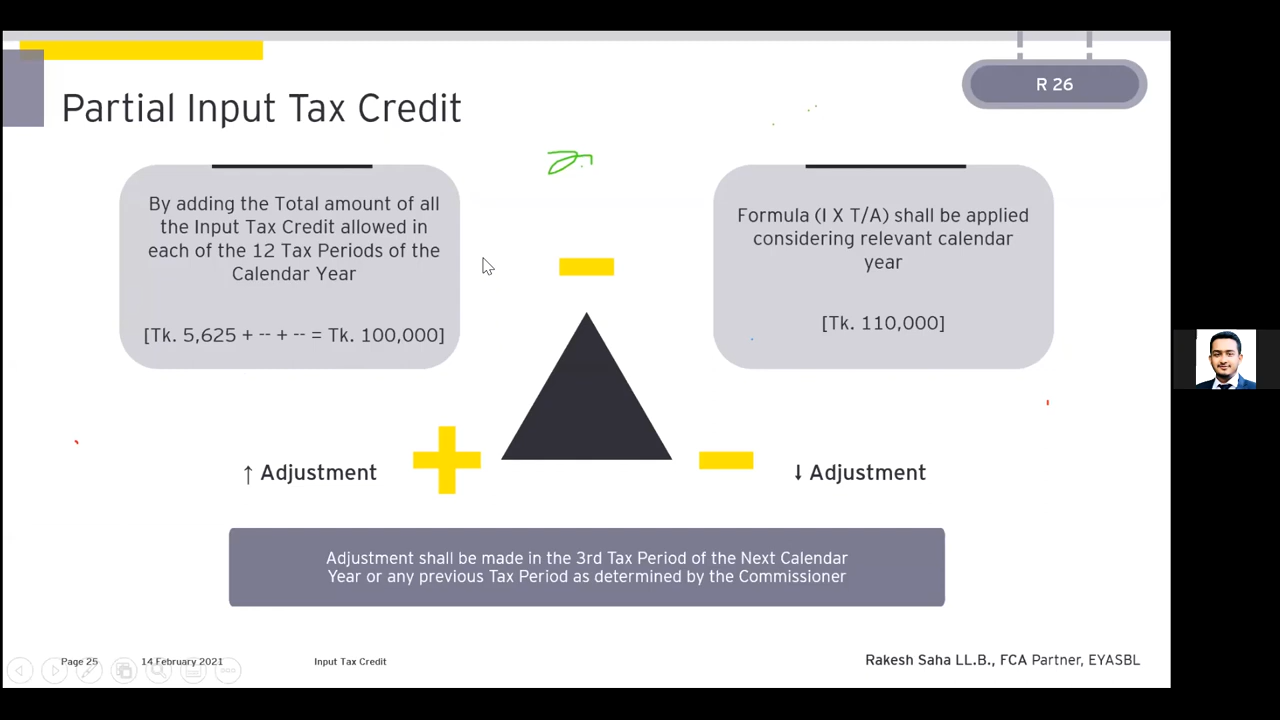 R 26
Partial Input Tax Credit
By adding the Total amount of all
the Input Tax Credit allowed in
each of the 12 Tax Periods of the
Calendar Year
[Tk. 5,625 + -- + -- = Tk. 100,000]
Formula (I X T/A) shall be applied
considering relevant calendar
year
[Tk. 110,000]
↑ Adjustment
↓ Adjustment
Adjustment shall be made in the 3rd Tax Period of the Next Calendar
Year or any previous Tax Period as determined by the Commissioner
Page 25 14 February 2021 Input Tax Credit
Rakesh Saha LL.B., FCA Partner, EYASBL